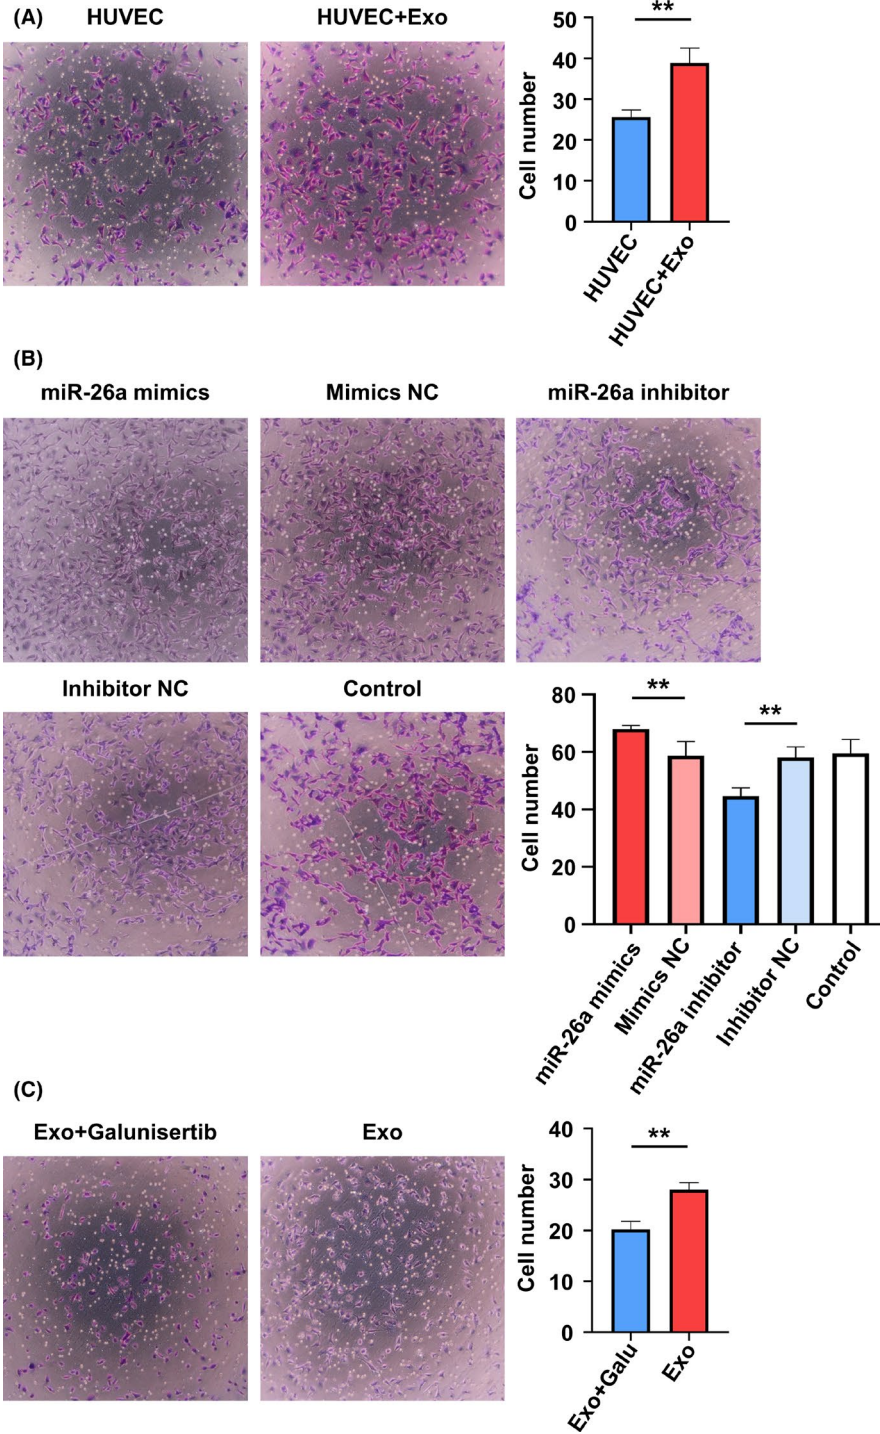 (A)
HUVEC
HUVEC+Exo
**
Cell number
50
40
30
20
10
0
HUVEC
HUVEC+Exo
(B)
miR-26a mimics
Mimics NC
miR-26a inhibitor
Inhibitor NC
Control
**
**
Cell number
80
60
40
20
0
miR-26a mimics
Mimics NC
miR-26a inhibitor
Inhibitor NC
Control
(C)
Exo+Galunisertib
Exo
**
Cell number
40
30
20
10
0
Exo+Galu
Exo